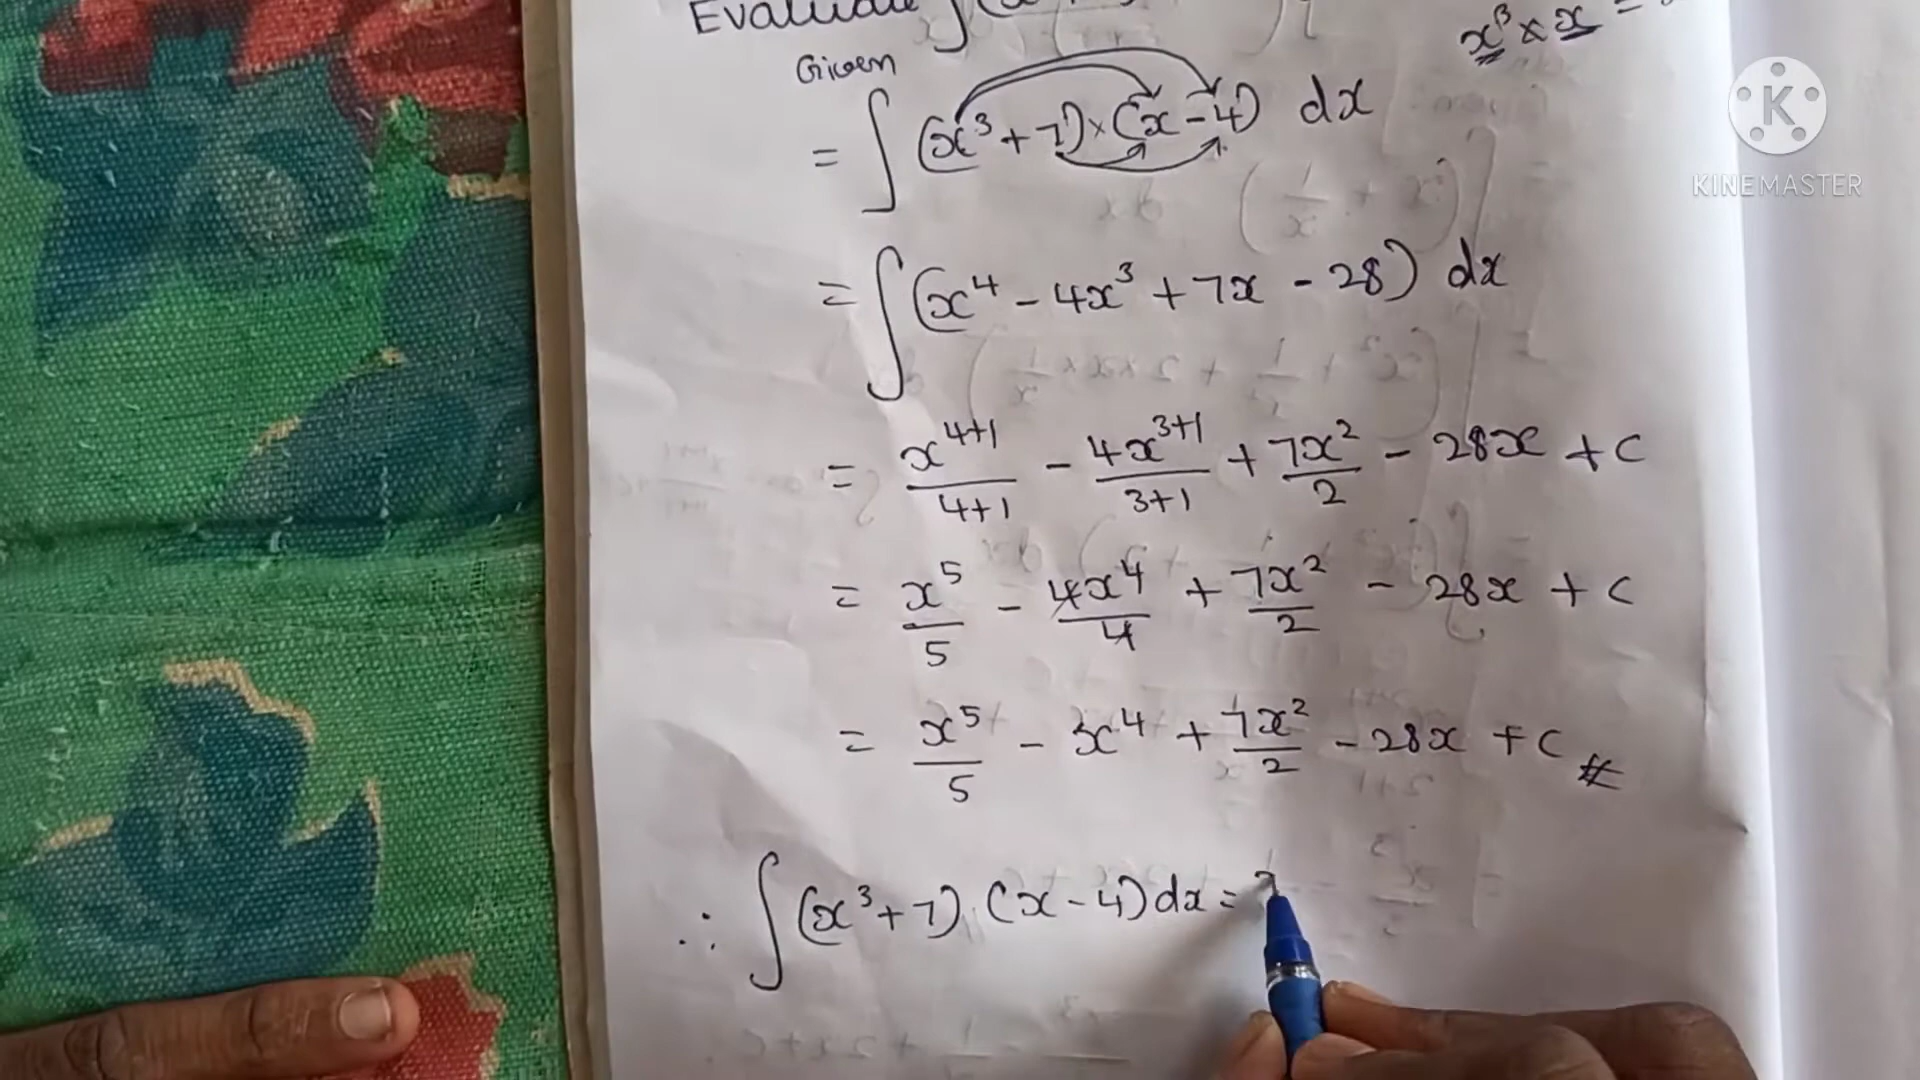 Evaluate ∫(x
x³ × x =
Given
= ∫ (x³ + 7) × (x - 4) dx
= ∫ (x⁴ - 4x³ + 7x - 28) dx
= x⁴⁺¹/4+1 - 4x³⁺¹/3+1 + 7x²/2 - 28x + c
= x⁵/5 - 4x⁴/4 + 7x²/2 - 28x + c
= x⁵/5 - x⁴ + 7x²/2 - 28x + c
∴ ∫ (x³ + 7) . (x - 4) dx =
K
KINEMASTER